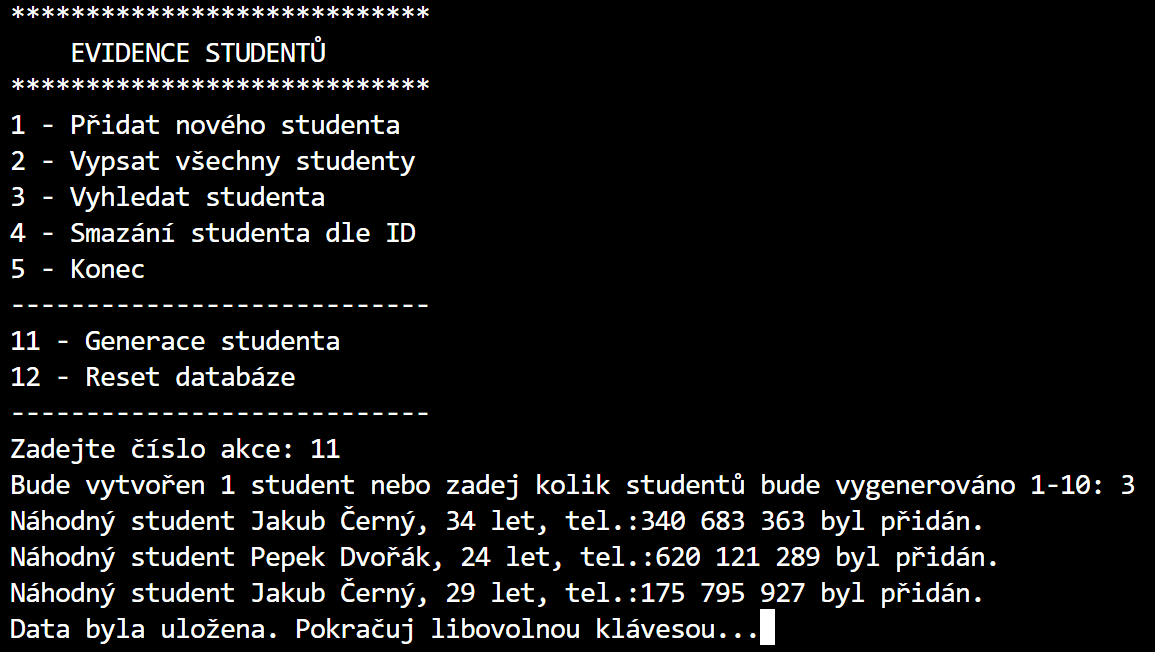 ****************************
    EVIDENCE STUDENTŮ
****************************
1 - Přidat nového studenta
2 - Vypsat všechny studenty
3 - Vyhledat studenta
4 - Smazání studenta dle ID
5 - Konec
----------------------------
11 - Generace studenta
12 - Reset databáze
----------------------------
Zadejte číslo akce: 11
Bude vytvořen 1 student nebo zadej kolik studentů bude vygenerováno 1-10: 3
Náhodný student Jakub Černý, 34 let, tel.:340 683 363 byl přidán.
Náhodný student Pepek Dvořák, 24 let, tel.:620 121 289 byl přidán.
Náhodný student Jakub Černý, 29 let, tel.:175 795 927 byl přidán.
Data byla uložena. Pokračuj libovolnou klávesou...